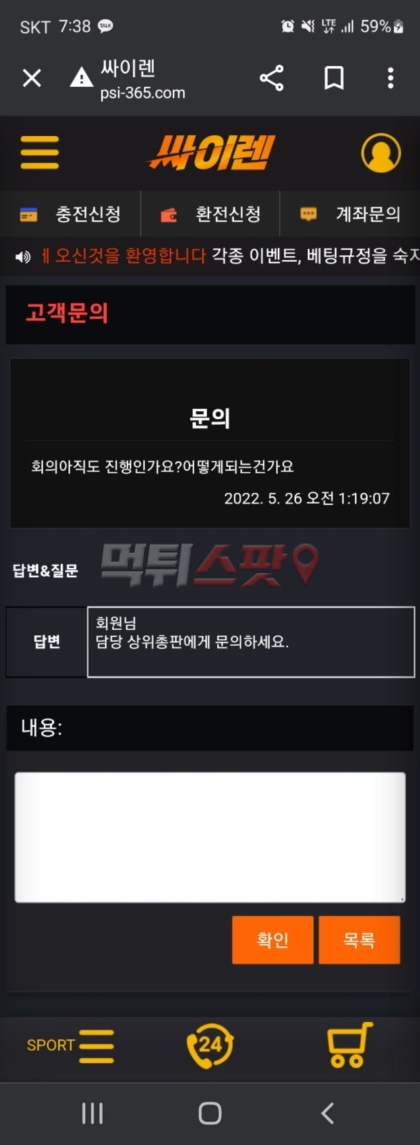 SKT 7:38 TALK LTE 59%
싸이렌
psi-365.com
싸이렌
충전신청 환전신청 계좌문의
오신것을 환영합니다 각종 이벤트, 베팅규정을
고객문의
문의
회의아직도 진행인가요?어떻게되는건가요
2022. 5. 26 오전 1:19:07
먹튀스팟
답변&질문
답변
회원님
담당 상위총판에게 문의하세요.
내용:
확인 목록
SPORT 24